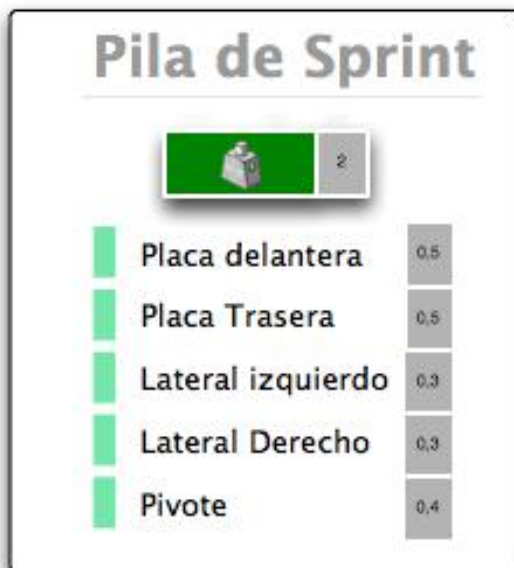 Pila de Sprint
2
Placa delantera 0,5
Placa Trasera 0,5
Lateral izquierdo 0,3
Lateral Derecho 0,3
Pivote 0,4